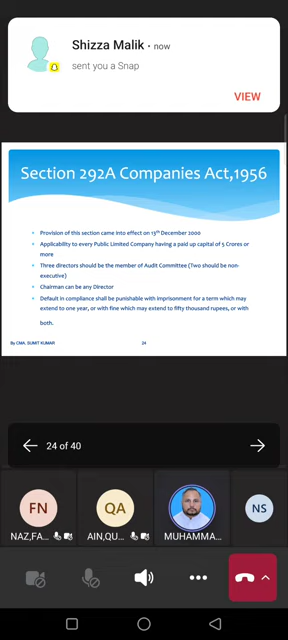 Shizza Malik • now
sent you a Snap
VIEW
Section 292A Companies Act,1956
• Provision of this section came into effect on 13th December 2000
• Applicability to every Public Limited Company having a paid up capital of 5 Crores or
more
• Three directors should be the member of Audit Committee (Two should be non-
executive)
• Chairman can be any Director
• Default in compliance shall be punishable with imprisonment for a term which may
extend to one year, or with fine which may extend to fifty thousand rupees, or with
both.
By CMA. SUMIT KUMAR 24
24 of 40
FN QA NS
NAZ,FA... AIN,QU... MUHAMMA...